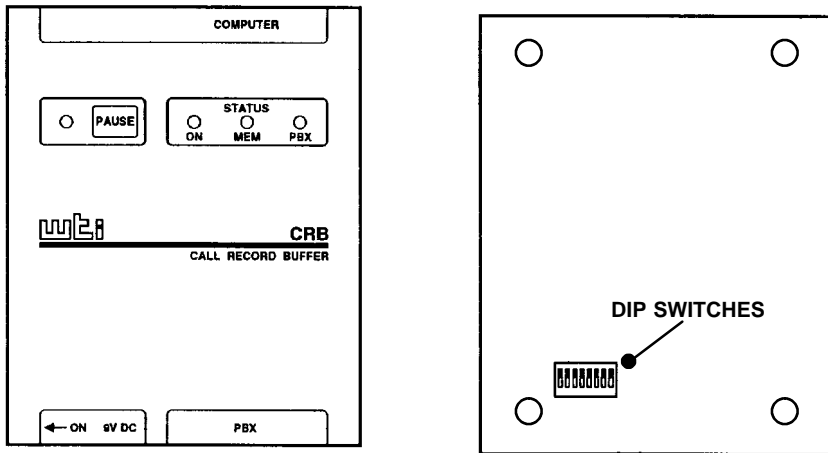 COMPUTER
PAUSE
STATUS
ON MEM PBX
wti
CRB
CALL RECORD BUFFER
← ON 9V DC
PBX
DIP SWITCHES